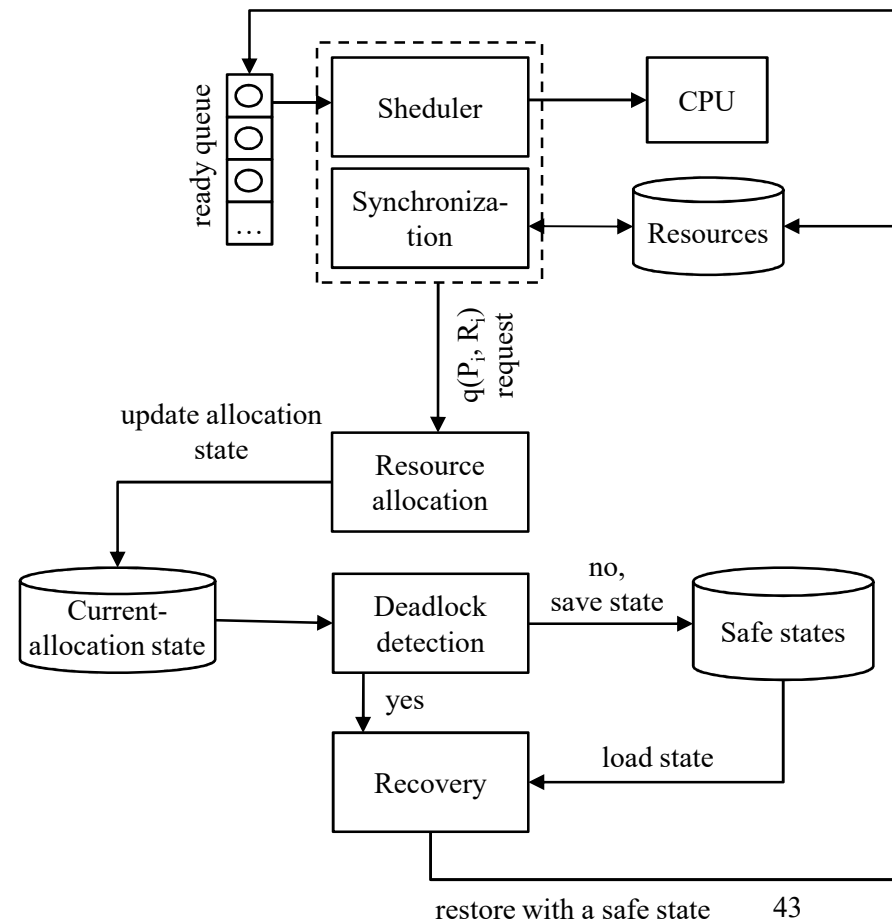 ready queue
…
Sheduler
CPU
Synchroniza-
tion
Resources
q(Pi, Ri)
request
update allocation
state
Resource
allocation
Current-
allocation state
Deadlock
detection
no,
save state
Safe states
yes
Recovery
load state
restore with a safe state
43